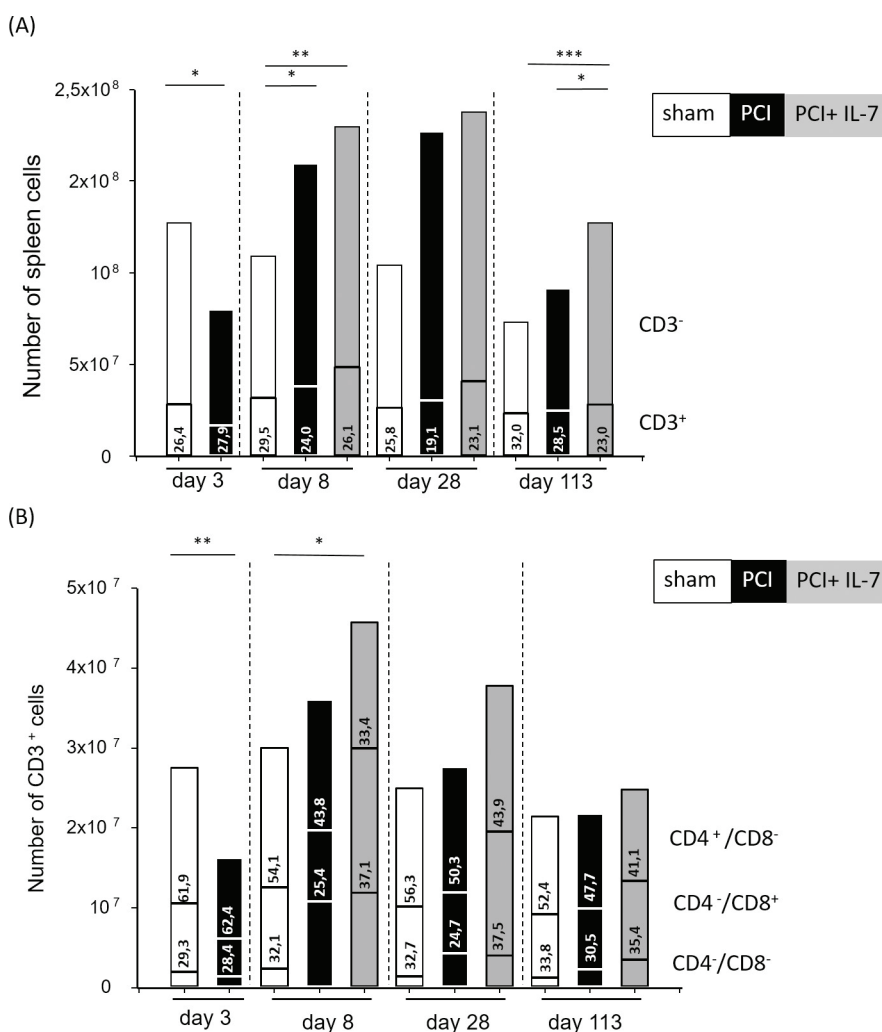 (A)
* ** * *** *
2,5x10⁸
2x10⁸
10⁸
5x10⁷
0
Number of spleen cells
sham PCI PCI+ IL-7
CD3⁻
CD3⁺
26,4 27,9 29,5 24,0 26,1 25,8 19,1 23,1 32,0 28,5 23,0
day 3 day 8 day 28 day 113
(B)
** *
sham PCI PCI+ IL-7
5x10⁷
4x10⁷
3x10⁷
2x10⁷
10⁷
0
Number of CD3⁺ cells
61,9 62,4 54,1 43,8 33,4 56,3 50,3 43,9 52,4 47,7 41,1
29,3 28,4 32,1 25,4 37,1 32,7 24,7 37,5 33,8 30,5 35,4
CD4⁺/CD8⁻
CD4⁻/CD8⁺
CD4⁻/CD8⁻
day 3 day 8 day 28 day 113